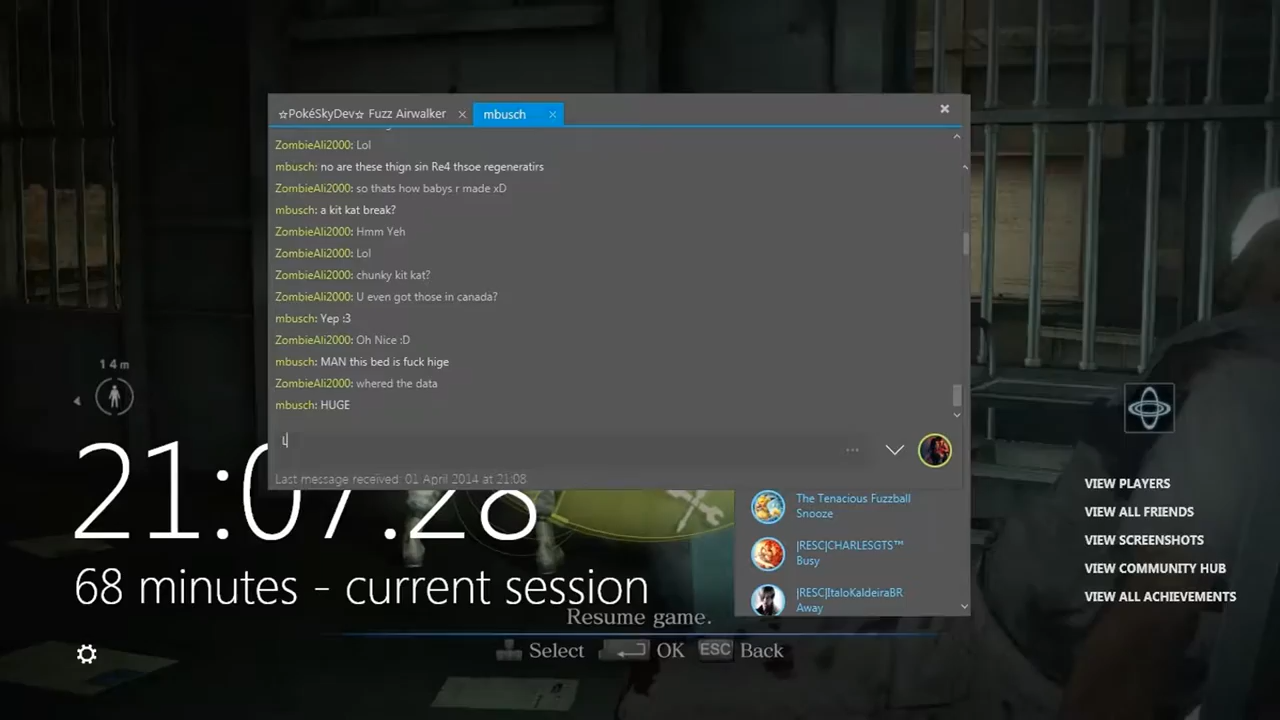 ☆PokéSkyDev☆ Fuzz Airwalker ×
mbusch ×
ZombieAli2000: Lol
mbusch: no are these thign sin Re4 thsoe regeneratirs
ZombieAli2000: so thats how babys r made xD
mbusch: a kit kat break?
ZombieAli2000: Hmm Yeh
ZombieAli2000: Lol
ZombieAli2000: chunky kit kat?
ZombieAli2000: U even got those in canada?
mbusch: Yep :3
ZombieAli2000: Oh Nice :D
mbusch: MAN this bed is fuck hige
ZombieAli2000: whered the data
mbusch: HUGE
L
Last message received: 01 April 2014 at 21:08
14m
21:07:28
68 minutes - current session
The Tenacious Fuzzball
Snooze
|RESC|CHARLESGTS™
Busy
|RESC|ItaloKaldeiraBR
Away
VIEW PLAYERS
VIEW ALL FRIENDS
VIEW SCREENSHOTS
VIEW COMMUNITY HUB
VIEW ALL ACHIEVEMENTS
Resume game.
Select OK ESC Back